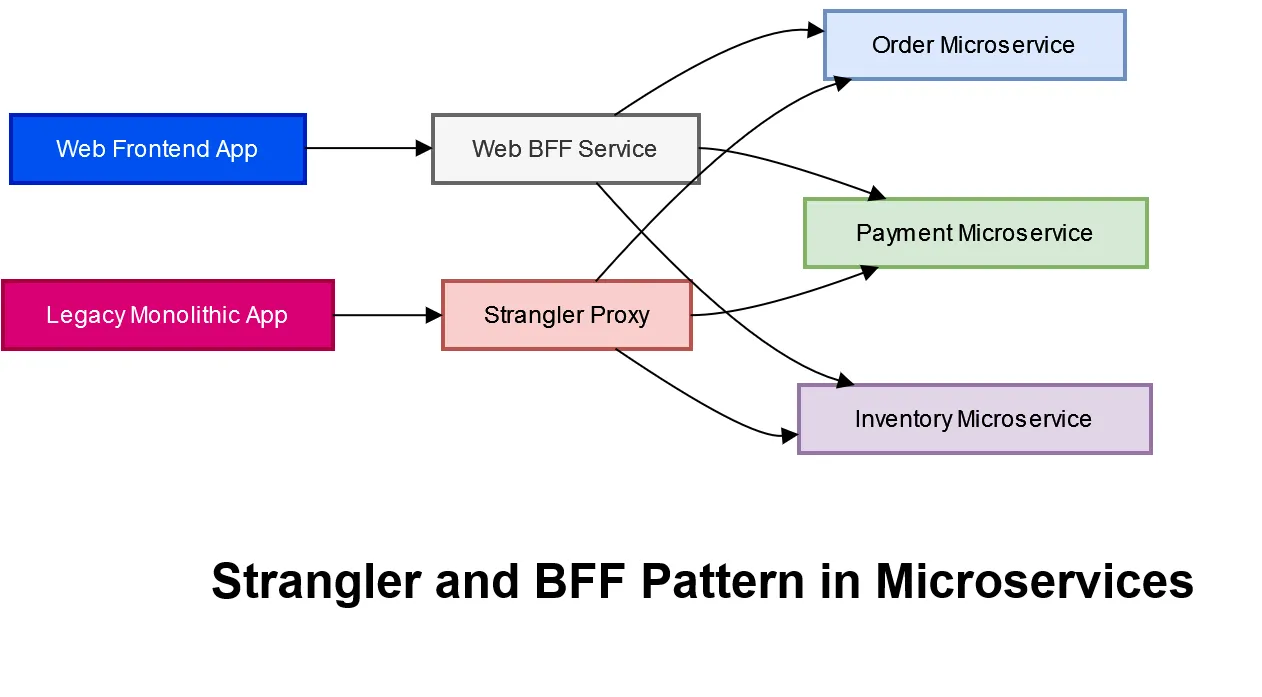 Order Microservice
Web Frontend App
Web BFF Service
Payment Microservice
Legacy Monolithic App
Strangler Proxy
Inventory Microservice
Strangler and BFF Pattern in Microservices